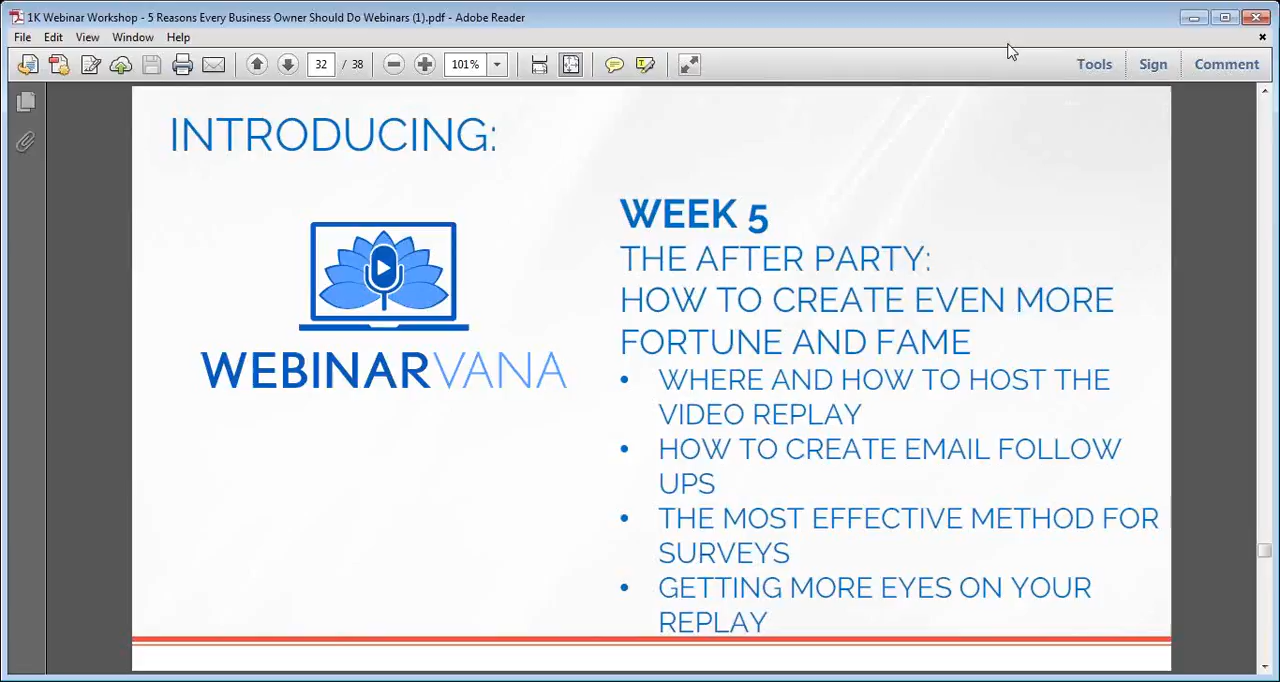 1K Webinar Workshop - 5 Reasons Every Business Owner Should Do Webinars (1).pdf - Adobe Reader
File Edit View Window Help
32 / 38 101% Tools Sign Comment
INTRODUCING:
WEBINARVANA
WEEK 5
THE AFTER PARTY:
HOW TO CREATE EVEN MORE
FORTUNE AND FAME
• WHERE AND HOW TO HOST THE
VIDEO REPLAY
• HOW TO CREATE EMAIL FOLLOW
UPS
• THE MOST EFFECTIVE METHOD FOR
SURVEYS
• GETTING MORE EYES ON YOUR
REPLAY